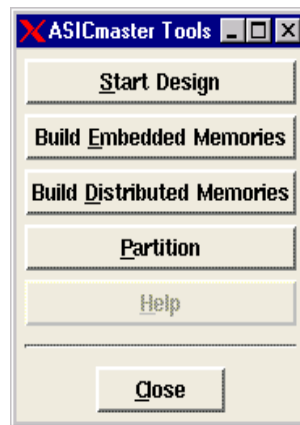 ASICmaster Tools
Start Design
Build Embedded Memories
Build Distributed Memories
Partition
Help
Close